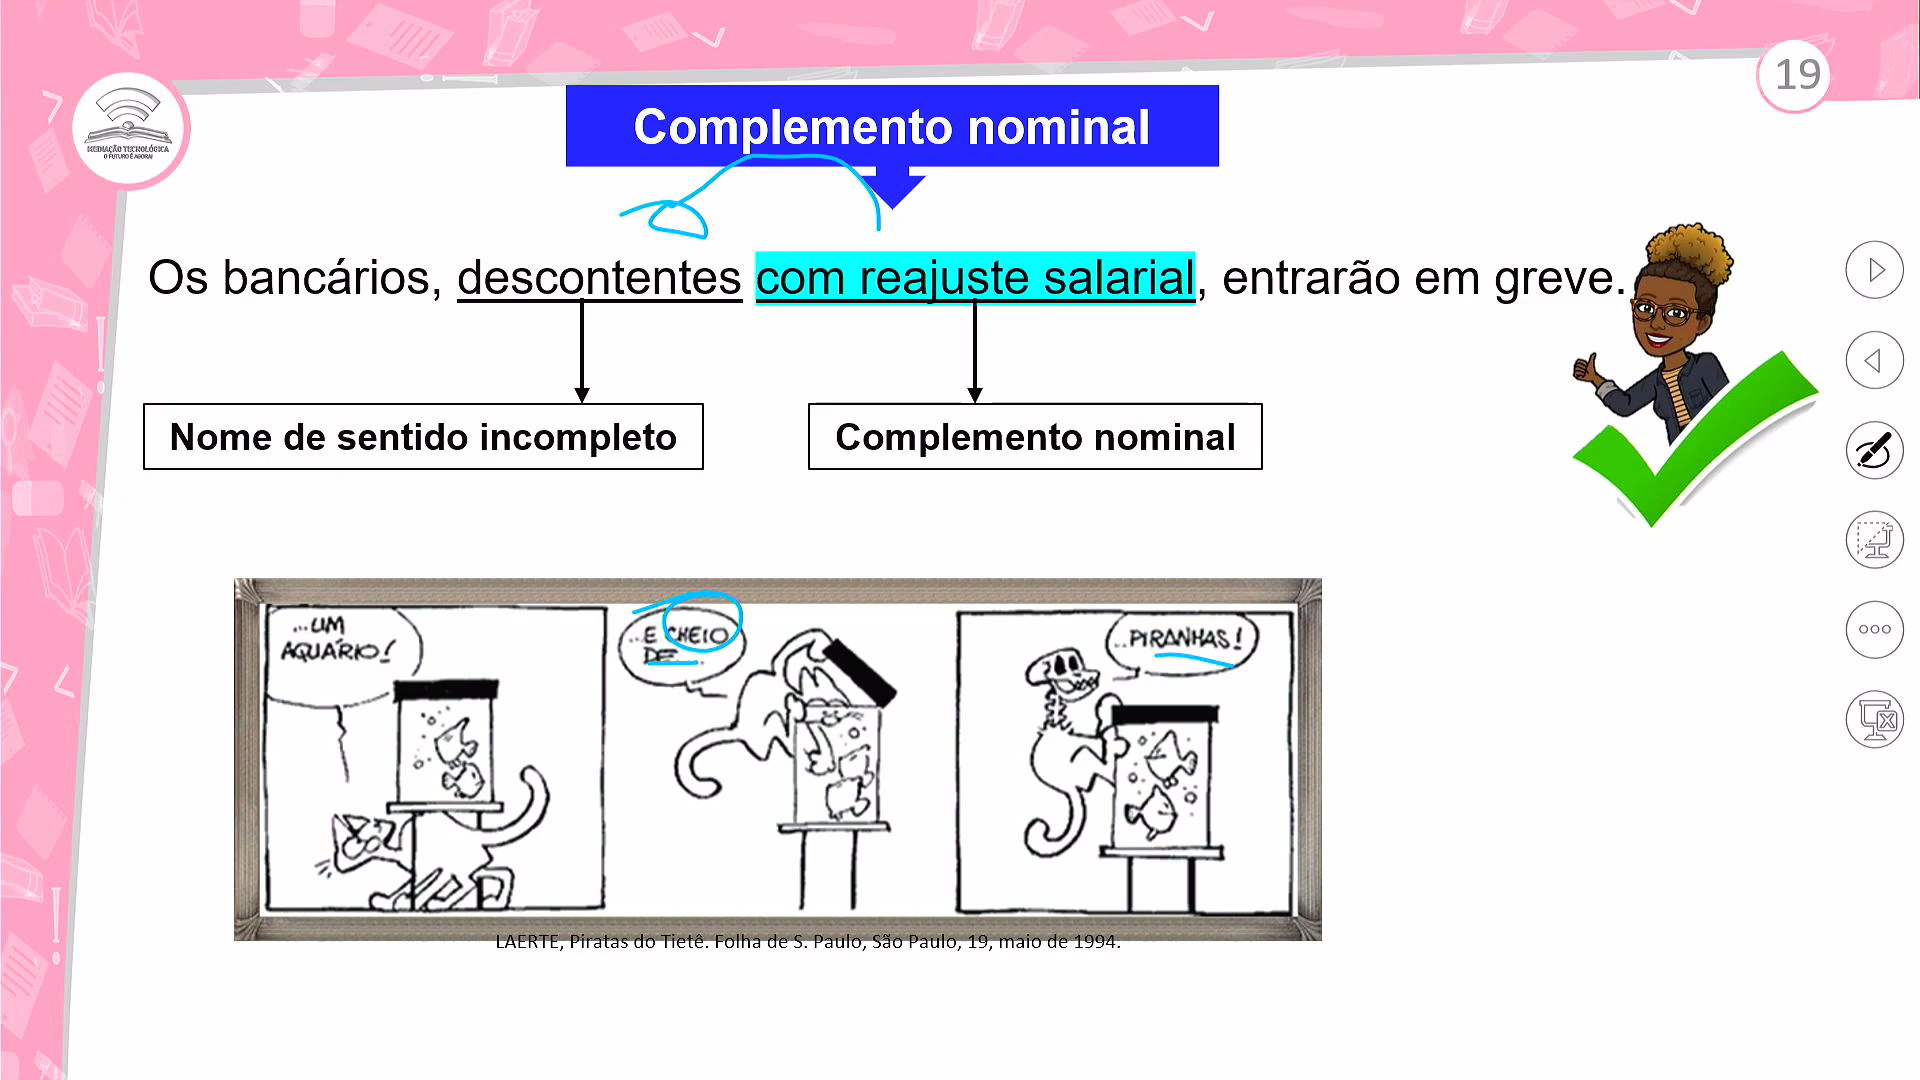 19
MEDIAÇÃO TECNOLÓGICA
O FUTURO É AGORA!
Complemento nominal
Os bancários, descontentes com reajuste salarial, entrarão em greve.
Nome de sentido incompleto
Complemento nominal
...UM
AQUÁRIO!
...E CHEIO
DE...
...PIRANHAS!
LAERTE, Piratas do Tietê. Folha de S. Paulo, São Paulo, 19, maio de 1994.